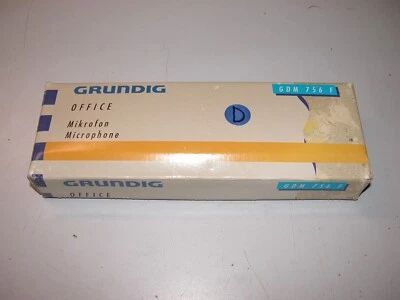 GRUNDIG
GDM 756 F
OFFICE
D
Mikrofon
Microphone
GRUNDIG
GDM 756 F
OFFICE